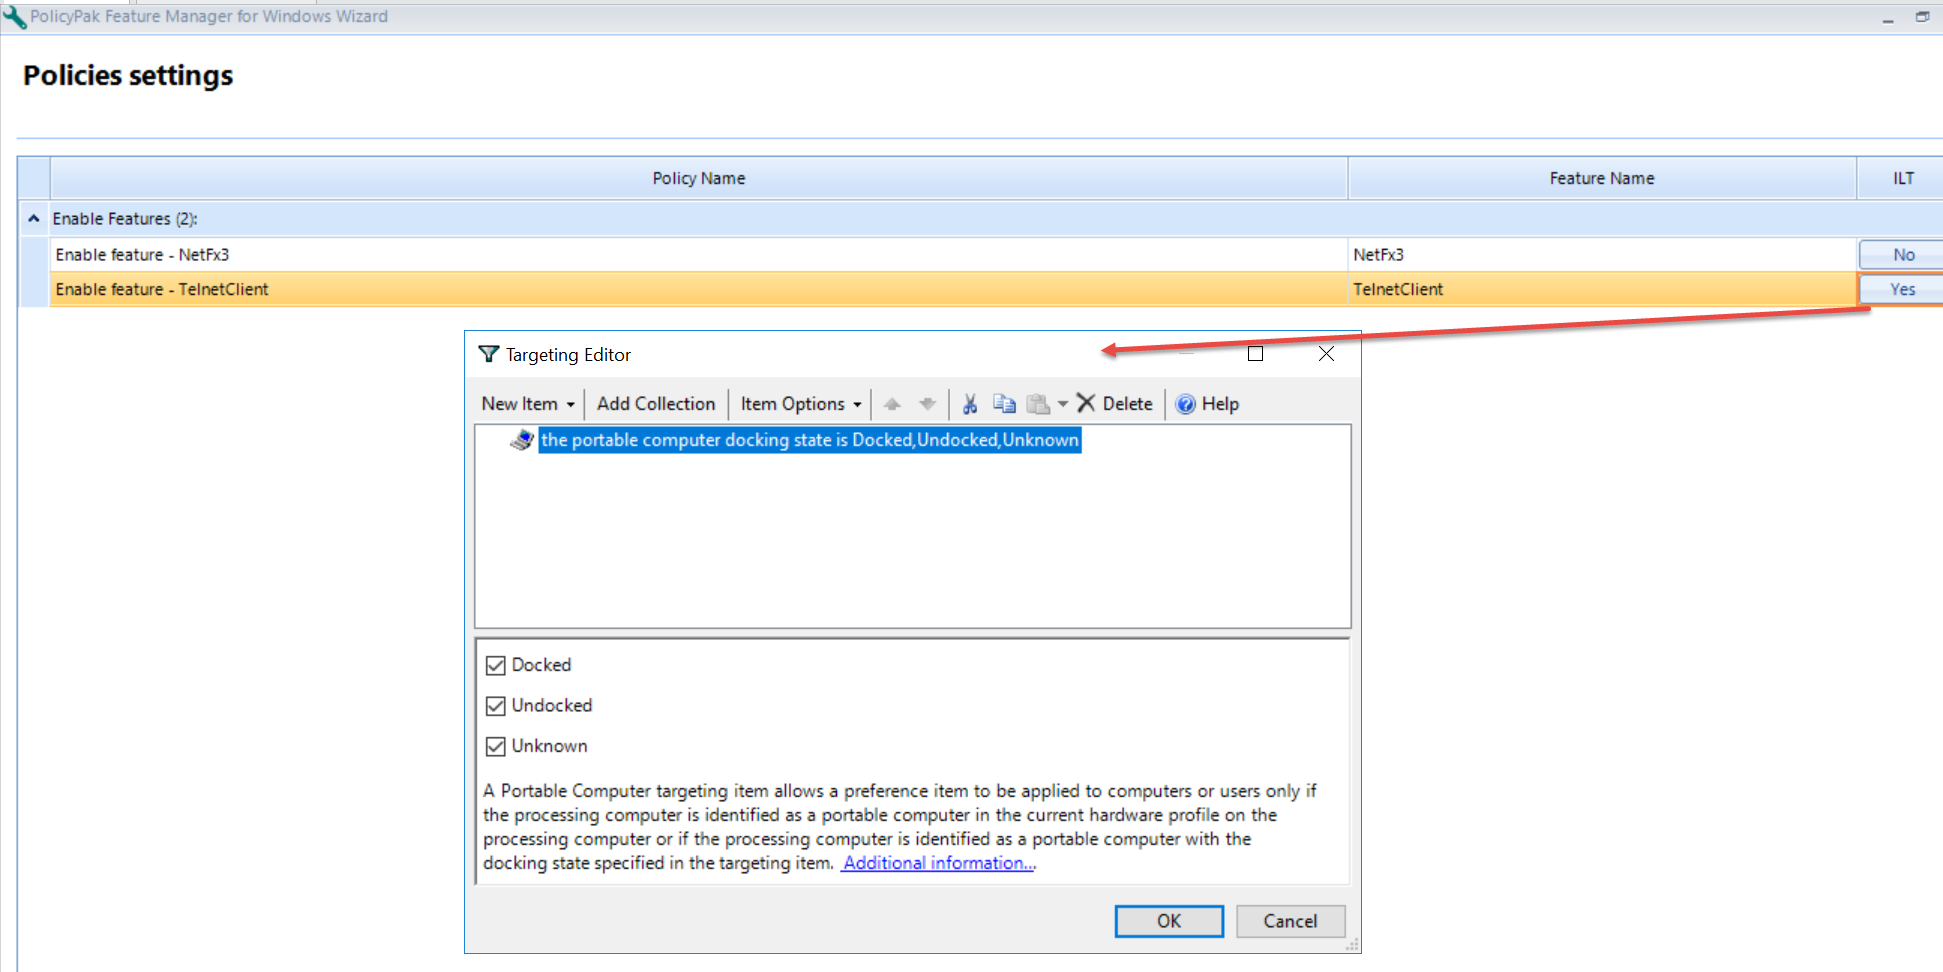 PolicyPak Feature Manager for Windows Wizard
Policies settings
Policy Name Feature Name ILT
Enable Features (2):
Enable feature - NetFx3 NetFx3 No
Enable feature - TelnetClient TelnetClient Yes
Targeting Editor
New Item Add Collection Item Options Delete Help
the portable computer docking state is Docked,Undocked,Unknown
Docked
Undocked
Unknown
A Portable Computer targeting item allows a preference item to be applied to computers or users only if
the processing computer is identified as a portable computer in the current hardware profile on the
processing computer or if the processing computer is identified as a portable computer with the
docking state specified in the targeting item. Additional information...
OK Cancel